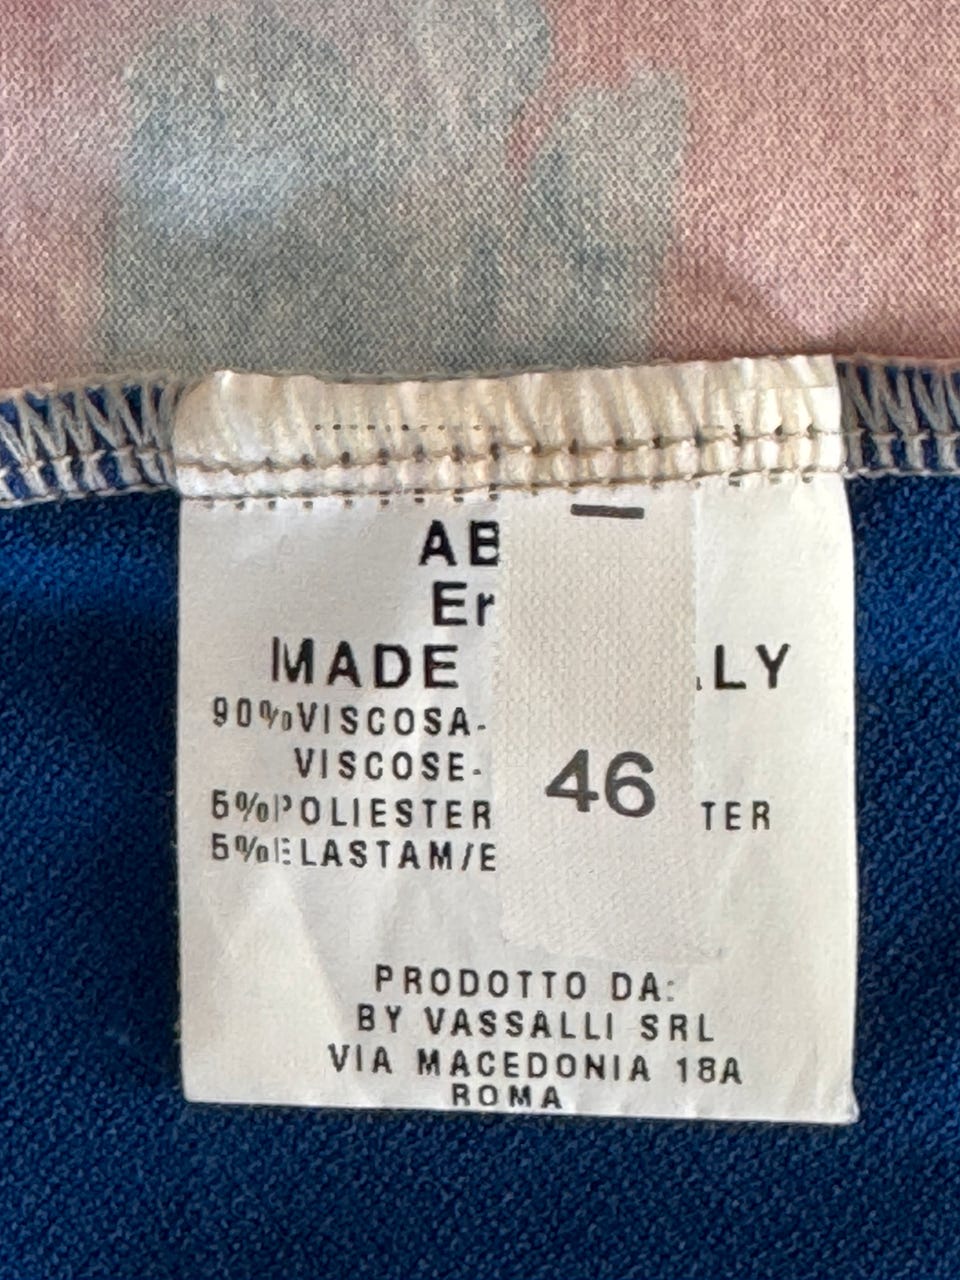 AB
Er
MADE LY
90%VISCOSA-
VISCOSE-
5%POLIESTER TER
5%ELASTAM/E
46
PRODOTTO DA:
BY VASSALLI SRL
VIA MACEDONIA 18A
ROMA